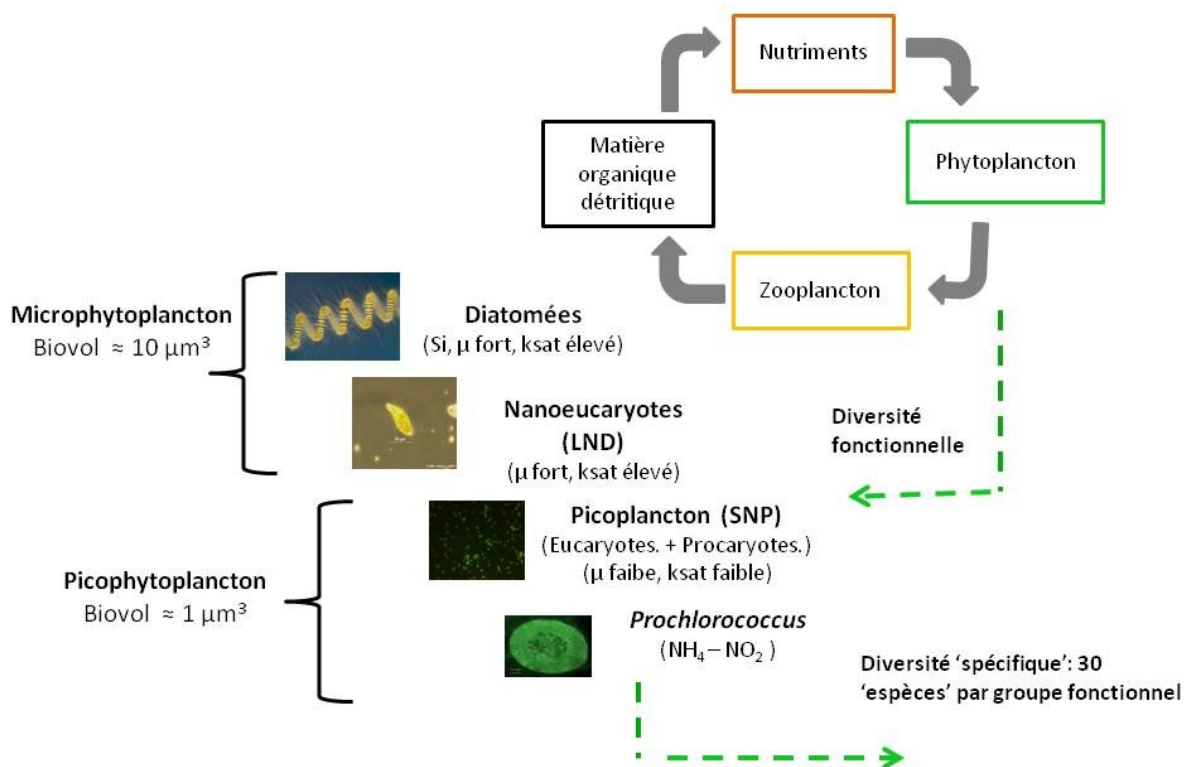 Nutriments
Matière
organique
détritique
Phytoplancton
Zooplancton
Microphytoplancton
Biovol ≈ 10 µm³
Diatomées
(Si, µ fort, ksat élevé)
Nanoeucaryotes
(LND)
(µ fort, ksat élevé)
Diversité
fonctionnelle
Picoplancton (SNP)
(Eucaryotes. + Procaryotes.)
(µ faibe, ksat faible)
Picophytoplancton
Biovol ≈ 1 µm³
Prochlorococcus
(NH₄ – NO₂ )
Diversité ‘spécifique’: 30
‘espèces’ par groupe fonctionnel